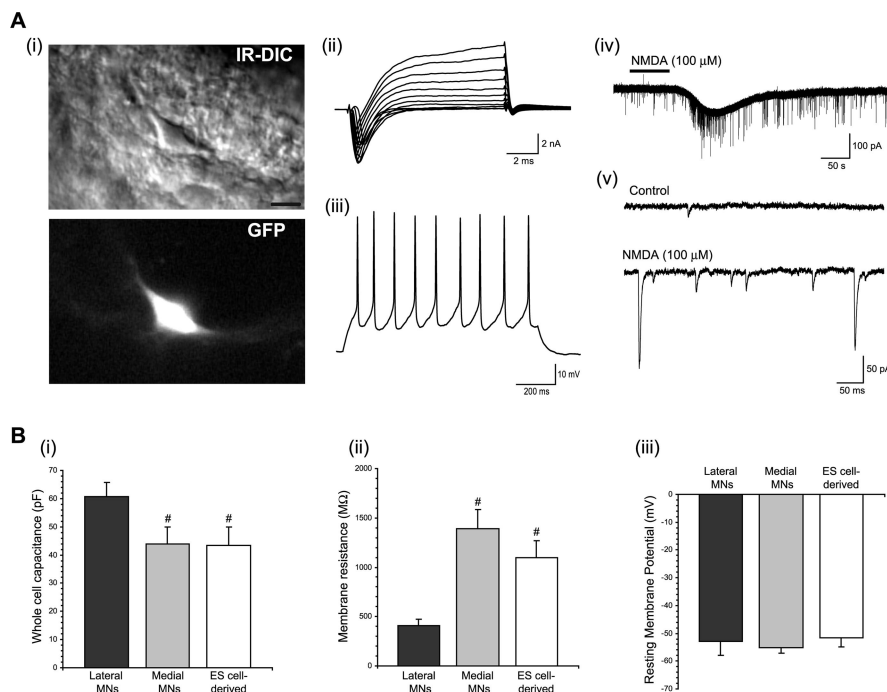 A
(i)
IR-DIC
GFP
(ii)
2 nA
2 ms
(iii)
10 mV
200 ms
(iv)
NMDA (100 μM)
100 pA
50 s
(v)
Control
NMDA (100 μM)
50 pA
50 ms
B
(i)
Whole cell capacitance (pF)
70
60
50
40
30
20
10
0
#
#
Lateral MNs
Medial MNs
ES cell-derived
(ii)
Membrane resistance (MΩ)
2000
1500
1000
500
0
#
#
Lateral MNs
Medial MNs
ES cell-derived
(iii)
Lateral MNs
Medial MNs
ES cell-derived
Resting Membrane Potential (mV)
0
-10
-20
-30
-40
-50
-60
-70